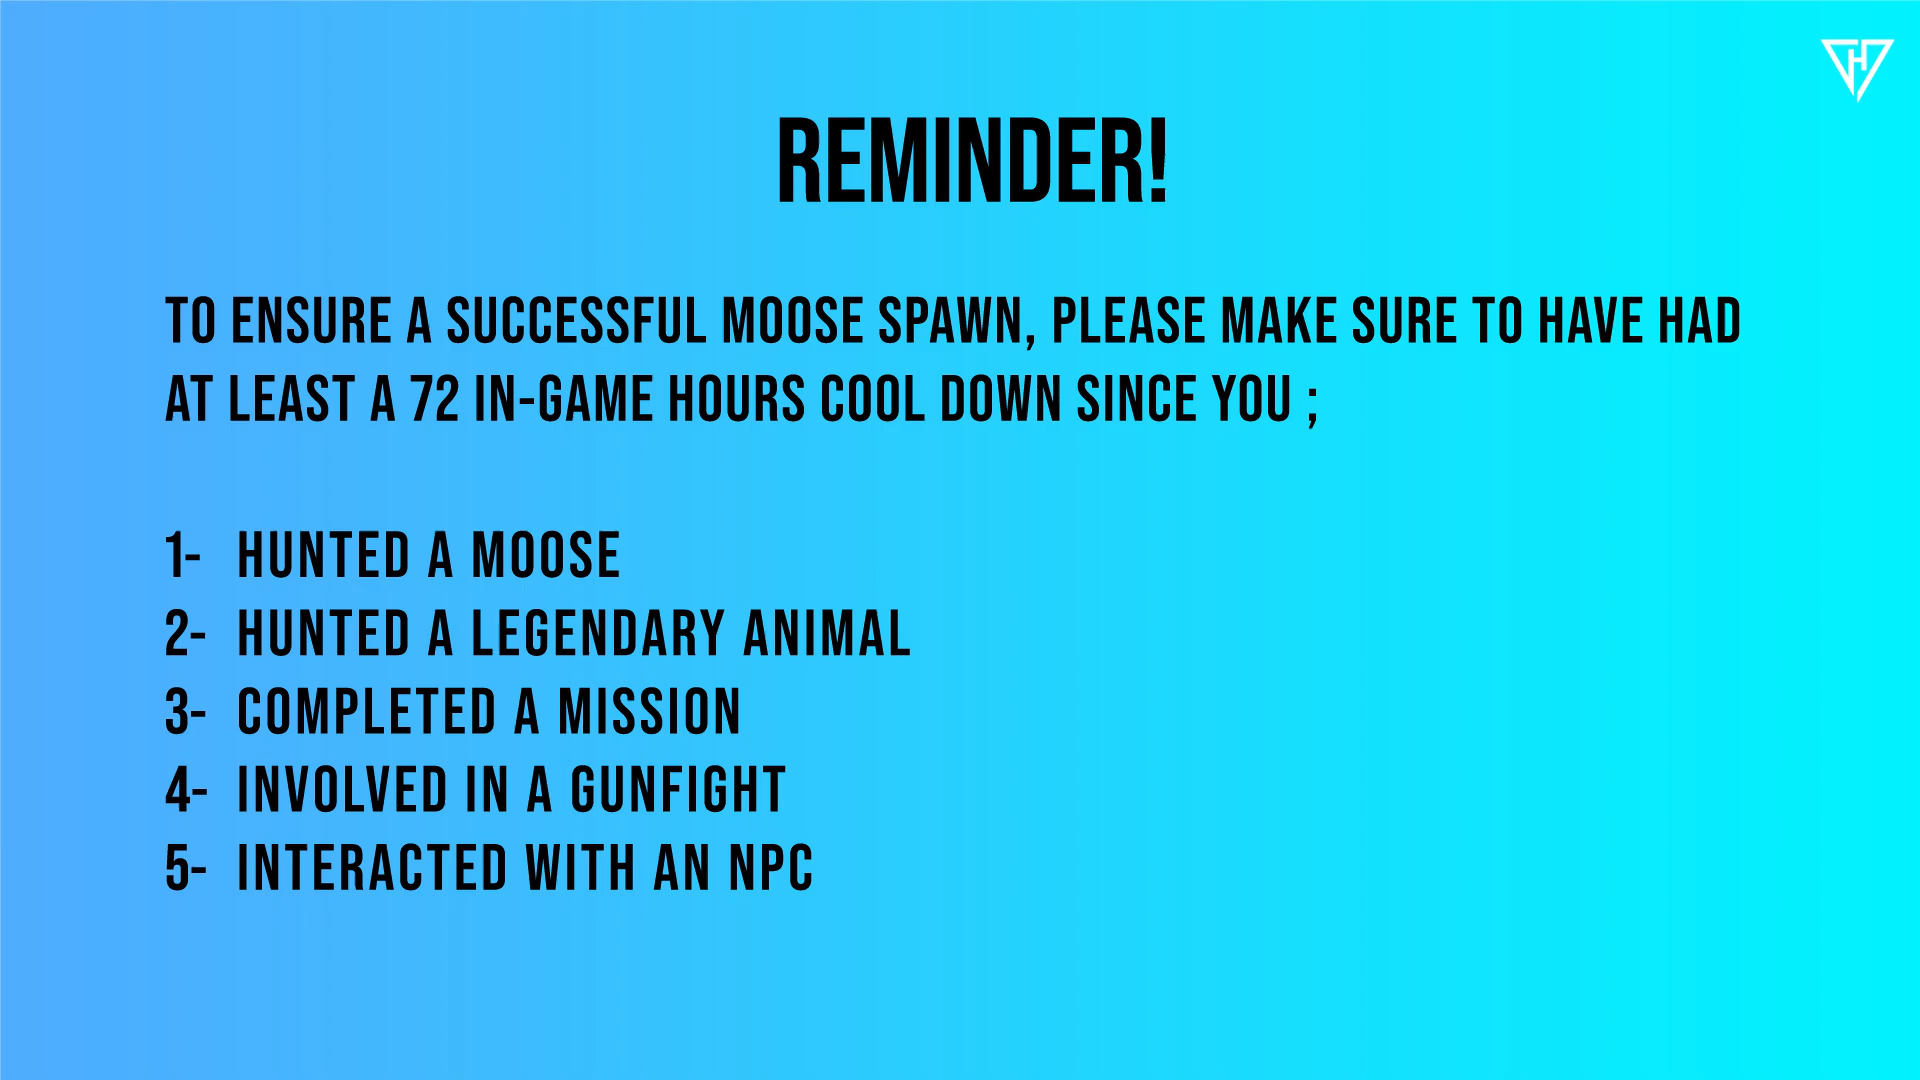 REMINDER!
TO ENSURE A SUCCESSFUL MOOSE SPAWN, PLEASE MAKE SURE TO HAVE HAD
AT LEAST A 72 IN-GAME HOURS COOL DOWN SINCE YOU ;
1- HUNTED A MOOSE
2- HUNTED A LEGENDARY ANIMAL
3- COMPLETED A MISSION
4- INVOLVED IN A GUNFIGHT
5- INTERACTED WITH AN NPC